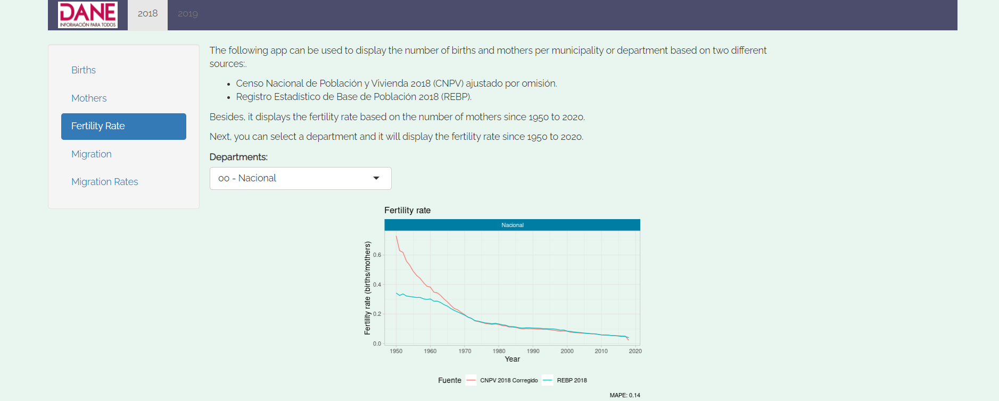 DANE
INFORMACIÓN PARA TODOS
2018
2019
Births
Mothers
Fertility Rate
Migration
Migration Rates
The following app can be used to display the number of births and mothers per municipality or department based on two different
sources:.
• Censo Nacional de Población y Vivienda 2018 (CNPV) ajustado por omisión.
• Registro Estadístico de Base de Población 2018 (REBP).
Besides, it displays the fertility rate based on the number of mothers since 1950 to 2020.
Next, you can select a department and it will display the fertility rate since 1950 to 2020.
Departments:
00 - Nacional
Fertility rate
Nacional
Fertility rate (births/mothers)
0.6
0.4
0.2
0.0
1950 1960 1970 1980 1990 2000 2010 2020
Year
Fuente CNPV 2018 Corregido REBP 2018
MAPE: 0.14